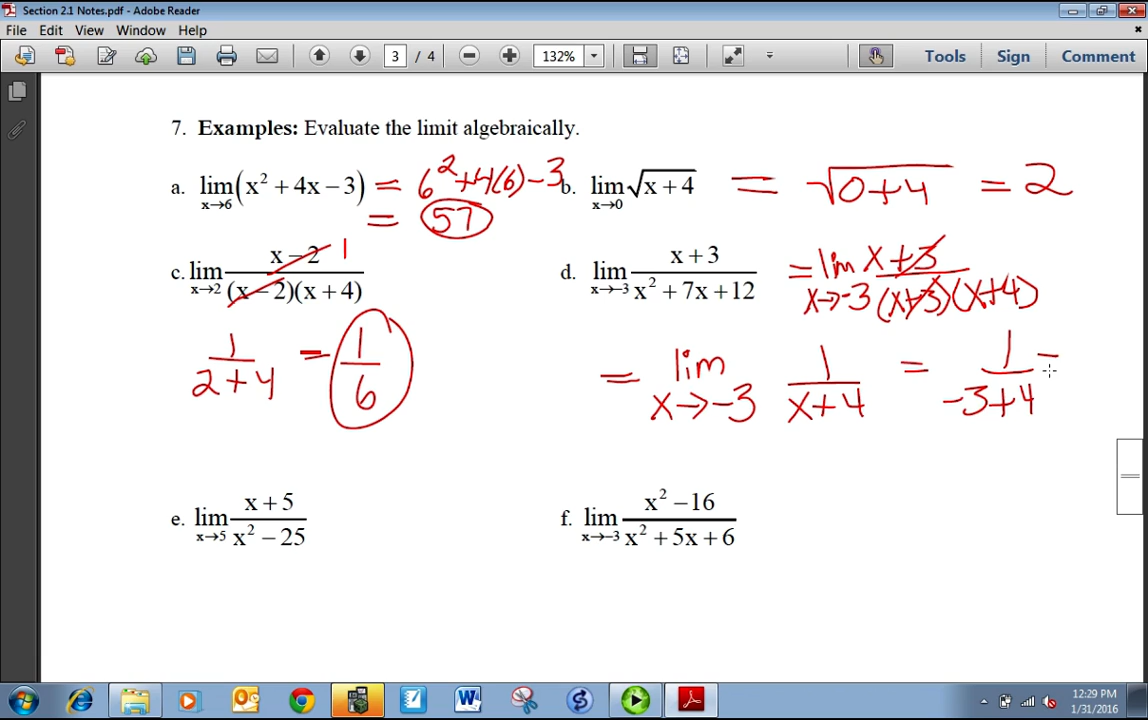 Section 2.1 Notes.pdf - Adobe Reader
File Edit View Window Help
3 / 4 132% Tools Sign Comment
7. Examples: Evaluate the limit algebraically.
a. lim x→6 (x² + 4x − 3) = 6² + 4(6) − 3
= 57
b. lim x→0 √(x + 4) = √(0 + 4) = 2
c. lim x→2 (x − 2)/((x − 2)(x + 4)) 1
1/(2 + 4) = 1/6
d. lim x→−3 (x + 3)/(x² + 7x + 12) = lim x→−3 (x + 3)/((x + 3)(x + 4))
= lim x→−3 1/(x + 4) = 1/(−3 + 4)
e. lim x→5 (x + 5)/(x² − 25)
f. lim x→−3 (x² − 16)/(x² + 5x + 6)
12:29 PM
1/31/2016